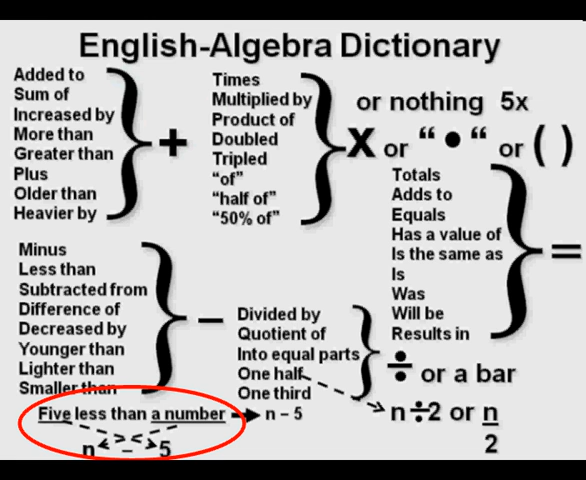 English-Algebra Dictionary
Added to
Sum of
Increased by
More than
Greater than
Plus
Older than
Heavier by
+
Times
Multiplied by
Product of
Doubled
Tripled
“of”
“half of”
“50% of”
or nothing 5x
X or “ • “ or ( )
Totals
Adds to
Equals
Has a value of
Is the same as
Is
Was
Will be
Results in
=
Minus
Less than
Subtracted from
Difference of
Decreased by
Younger than
Lighter than
Smaller than
–
Divided by
Quotient of
Into equal parts
One half
One third
÷ or a bar
n÷2 or n
2
Five less than a number n – 5
n – 5